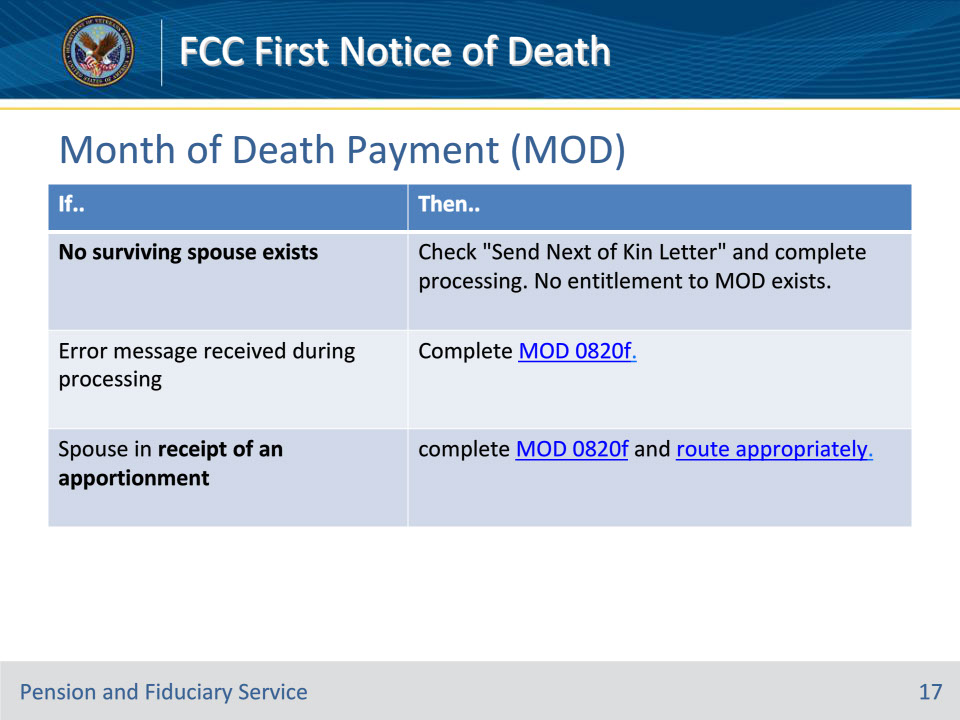 FCC First Notice of Death
Month of Death Payment (MOD)
If..
Then..
No surviving spouse exists
Check "Send Next of Kin Letter" and complete
processing. No entitlement to MOD exists.
Error message received during
processing
Complete MOD 0820f.
Spouse in receipt of an
apportionment
complete MOD 0820f and route appropriately.
Pension and Fiduciary Service
17